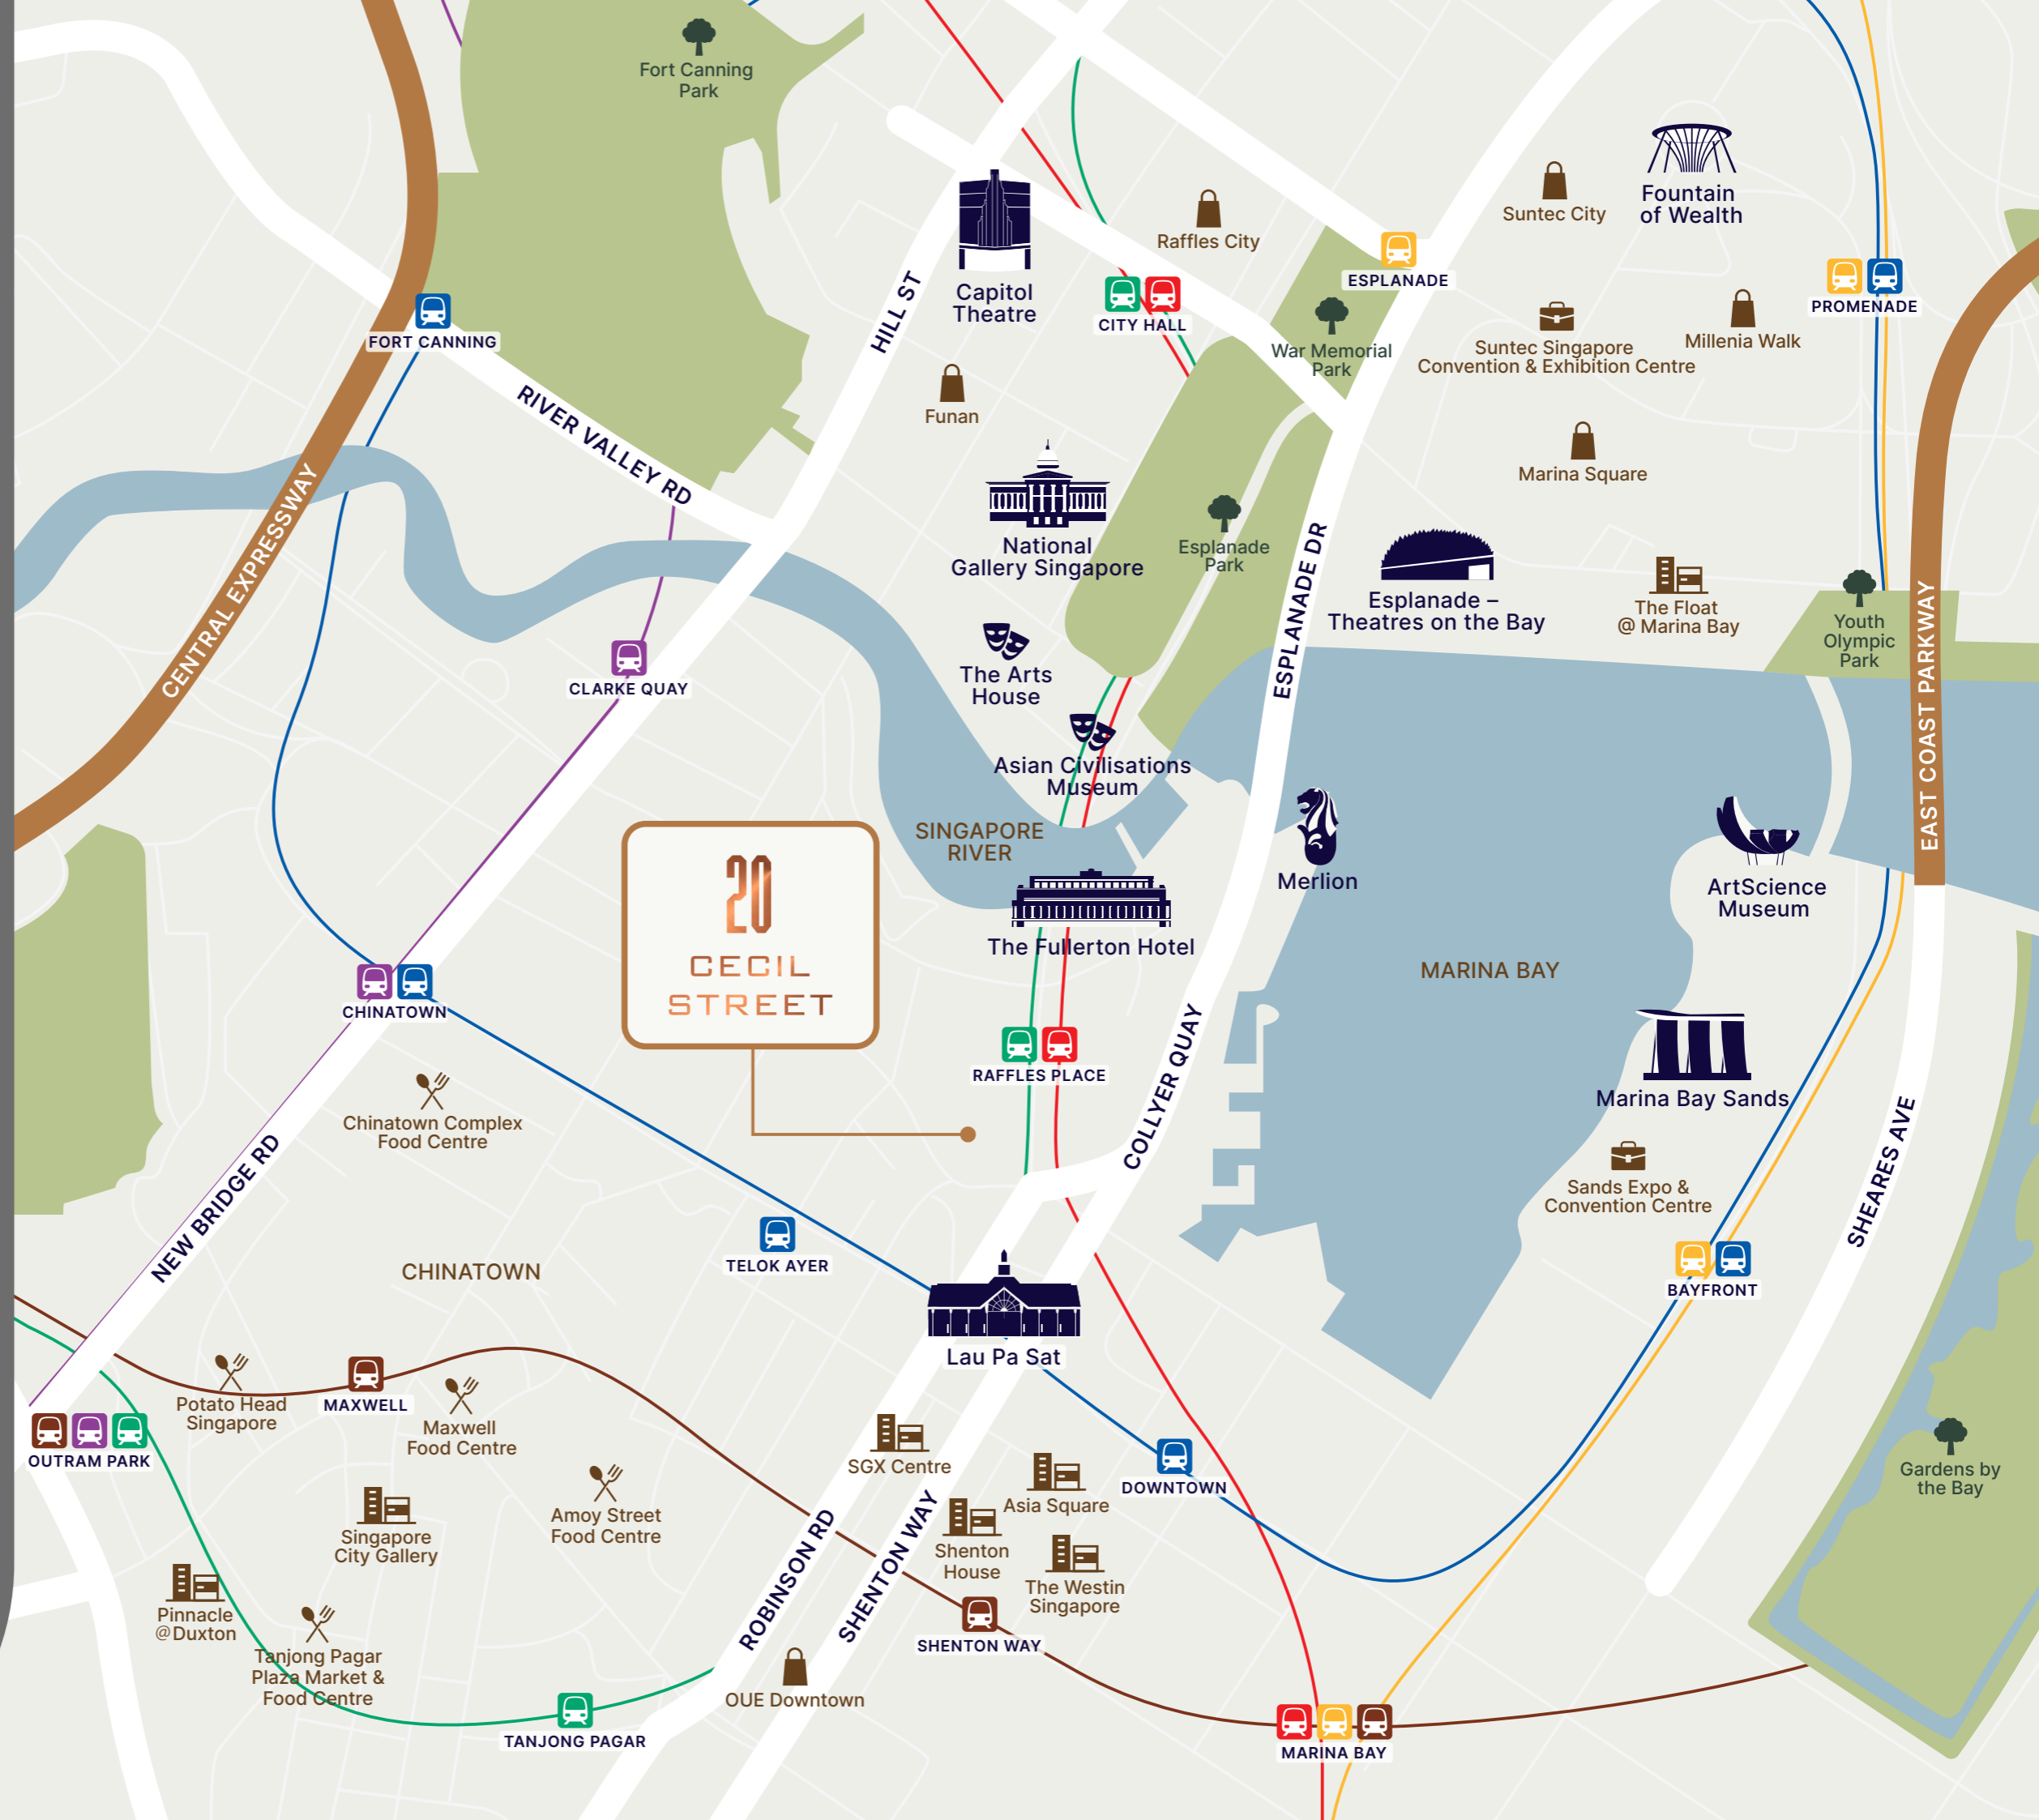 Fort Canning
Park
Fountain
of Wealth
Suntec City
Raffles City
ESPLANADE
PROMENADE
Capitol
Theatre
CITY HALL
HILL ST
FORT CANNING
War Memorial
Park
Suntec Singapore
Convention & Exhibition Centre
Millenia Walk
Funan
RIVER VALLEY RD
Marina Square
National
Gallery Singapore
Esplanade
Park
ESPLANADE DR
Esplanade –
Theatres on the Bay
The Float
@ Marina Bay
Youth
Olympic
Park
CENTRAL EXPRESSWAY
EAST COAST PARKWAY
CLARKE QUAY
The Arts
House
Asian Civilisations
Museum
SINGAPORE
RIVER
20
CECIL
STREET
Merlion
ArtScience
Museum
The Fullerton Hotel
MARINA BAY
CHINATOWN
RAFFLES PLACE
COLLYER QUAY
Marina Bay Sands
Chinatown Complex
Food Centre
NEW BRIDGE RD
SHEARES AVE
Sands Expo &
Convention Centre
TELOK AYER
CHINATOWN
BAYFRONT
Lau Pa Sat
Potato Head
Singapore
MAXWELL
Maxwell
Food Centre
OUTRAM PARK
SGX Centre
DOWNTOWN
Asia Square
Gardens by
the Bay
Amoy Street
Food Centre
Singapore
City Gallery
Shenton
House
ROBINSON RD
SHENTON WAY
The Westin
Singapore
Pinnacle
@Duxton
SHENTON WAY
Tanjong Pagar
Plaza Market &
Food Centre
OUE Downtown
TANJONG PAGAR
MARINA BAY